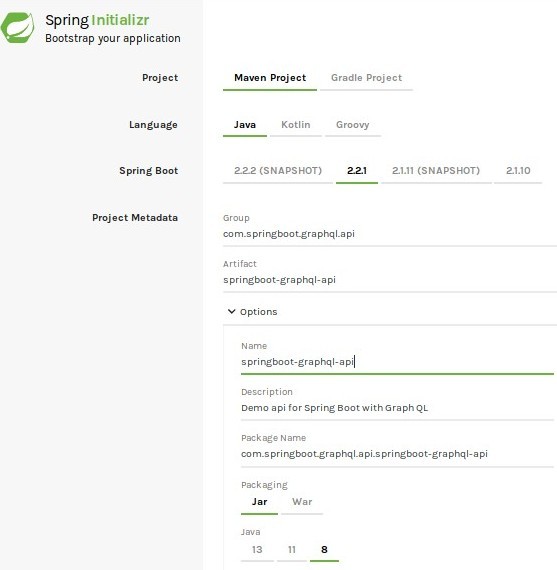 Spring Initializr
Bootstrap your application
Project
Maven Project Gradle Project
Language
Java Kotlin Groovy
Spring Boot
2.2.2 (SNAPSHOT) 2.2.1 2.1.11 (SNAPSHOT) 2.1.10
Project Metadata
Group
com.springboot.graphql.api
Artifact
springboot-graphql-api
Options
Name
springboot-graphql-api
Description
Demo api for Spring Boot with Graph QL
Package Name
com.springboot.graphql.api.springboot-graphql-api
Packaging
Jar War
Java
13 11 8